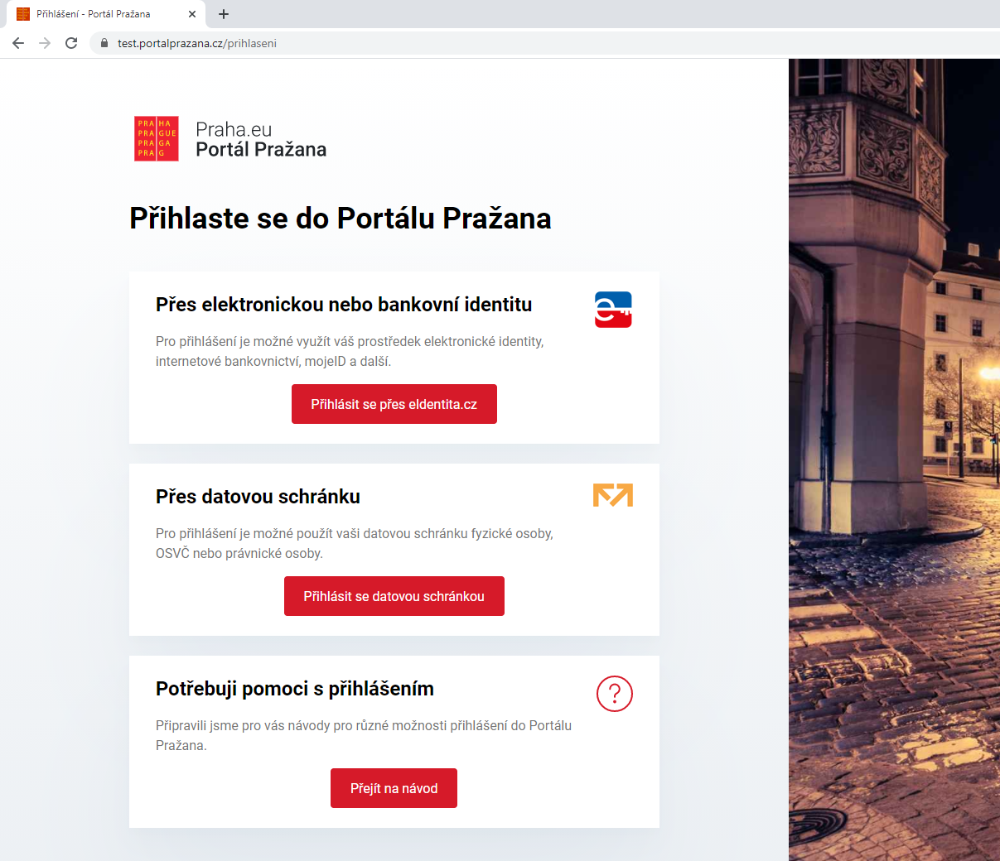 Přihlášení - Portál Pražana
test.portalprazana.cz/prihlaseni
PRA HA
PRA GUE
PRA GA
PRA G
Praha.eu
Portál Pražana
Přihlaste se do Portálu Pražana
Přes elektronickou nebo bankovní identitu
Pro přihlášení je možné využít váš prostředek elektronické identity,
internetové bankovnictví, mojeID a další.
Přihlásit se přes eIdentita.cz
Přes datovou schránku
Pro přihlášení je možné použít vaši datovou schránku fyzické osoby,
OSVČ nebo právnické osoby.
Přihlásit se datovou schránkou
Potřebuji pomoci s přihlášením
Připravili jsme pro vás návody pro různé možnosti přihlášení do Portálu
Pražana.
Přejít na návod